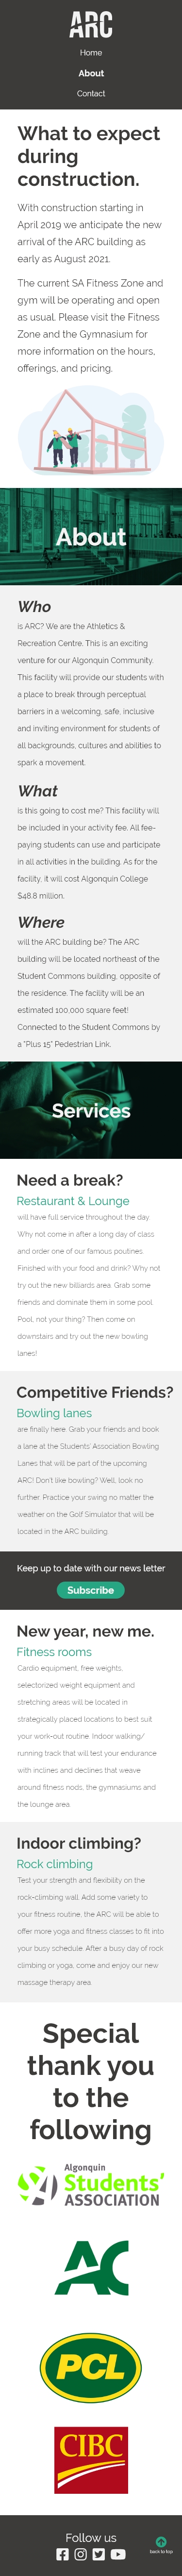 ARC
Home
About
Contact
What to expect
during
construction.
With construction starting in
April 2019 we anticipate the new
arrival of the ARC building as
early as August 2021.
The current SA Fitness Zone and
gym will be operating and open
as usual. Please visit the Fitness
Zone and the Gymnasium for
more information on the hours,
offerings, and pricing.
About
Who
is ARC? We are the Athletics &
Recreation Centre. This is an exciting
venture for our Algonquin Community.
This facility will provide our students with
a place to break through perceptual
barriers in a welcoming, safe, inclusive
and inviting environment for students of
all backgrounds, cultures and abilities to
spark a movement.
What
is this going to cost me? This facility will
be included in your activity fee. All fee-
paying students can use and participate
in all activities in the building. As for the
facility; it will cost Algonquin College
$48.8 million.
Where
will the ARC building be? The ARC
building will be located northeast of the
Student Commons building, opposite of
the residence. The facility will be an
estimated 100,000 square feet!
Connected to the Student Commons by
a "Plus 15" Pedestrian Link.
Services
Need a break?
Restaurant & Lounge
will have full service throughout the day.
Why not come in after a long day of class
and order one of our famous poutines.
Finished with your food and drink? Why not
try out the new billiards area. Grab some
friends and dominate them in some pool.
Pool, not your thing? Then come on
downstairs and try out the new bowling
lanes!
Competitive Friends?
Bowling lanes
are finally here. Grab your friends and book
a lane at the Students' Association Bowling
Lanes that will be part of the upcoming
ARC! Don't like bowling? Well, look no
further. Practice your swing no matter the
weather on the Golf Simulator that will be
located in the ARC building.
Keep up to date with our news letter
Subscribe
New year, new me.
Fitness rooms
Cardio equipment, free weights,
selectorized weight equipment and
stretching areas will be located in
strategically placed locations to best suit
your work-out routine. Indoor walking/
running track that will test your endurance
with inclines and declines that weave
around fitness nods, the gymnasiums and
the lounge area.
Indoor climbing?
Rock climbing
Test your strength and flexibility on the
rock-climbing wall. Add some variety to
your fitness routine, the ARC will be able to
offer more yoga and fitness classes to fit into
your busy schedule. After a busy day of rock
climbing or yoga, come and enjoy our new
massage therapy area.
Special
thank you
to the
following
Algonquin
Students'
ASSOCIATION
AC
PCL
CIBC
Follow us
back to top